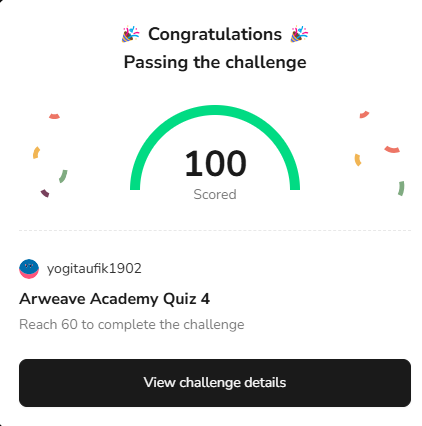 🎉 Congratulations 🎉
Passing the challenge
100
Scored
yogitaufik1902
Arweave Academy Quiz 4
Reach 60 to complete the challenge
View challenge details